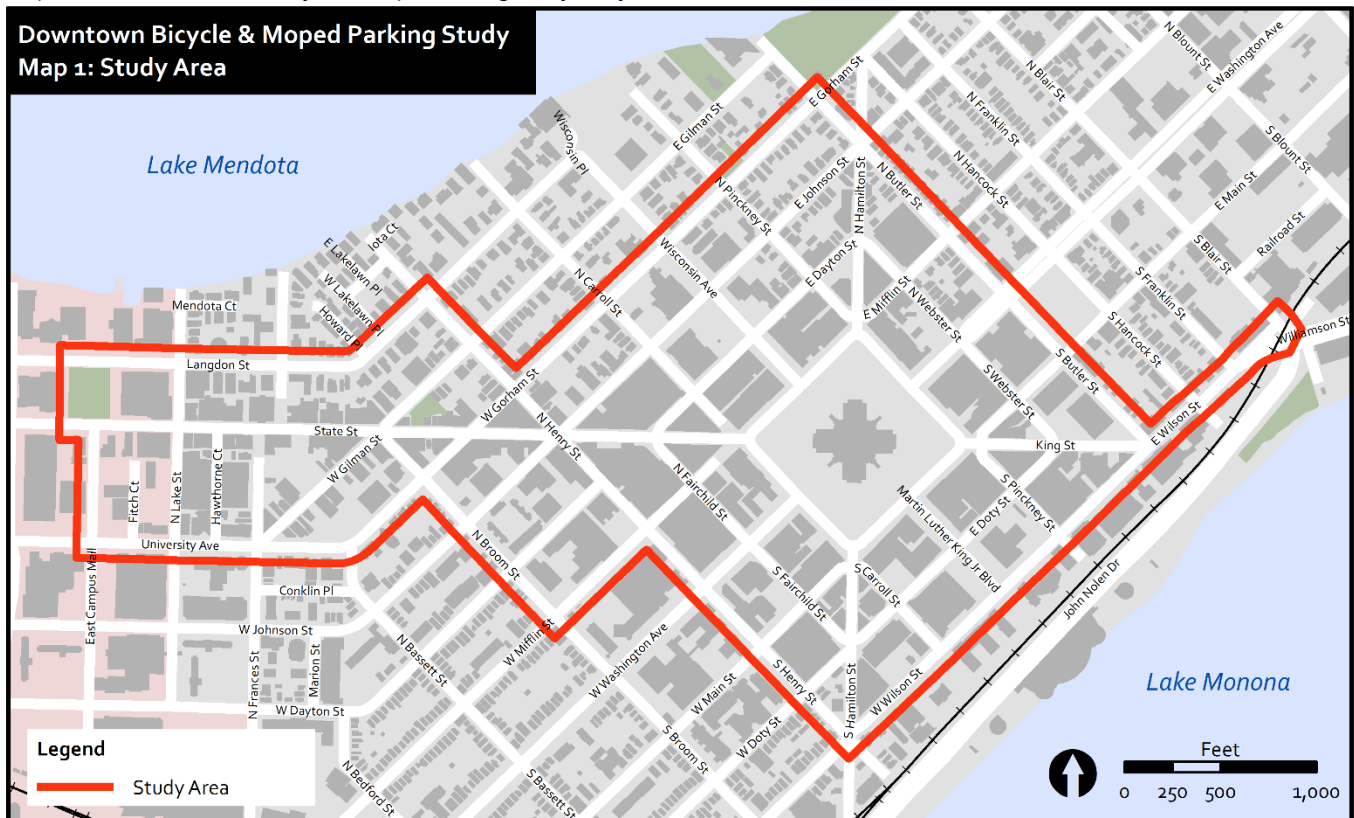 Downtown Bicycle & Moped Parking Study
Map 1: Study Area
Lake Mendota
Lake Monona
N Blount St
E Washington Ave
N Blair St
N Franklin St
N Hancock St
N Butler St
E Gorham St
E Gilman St
Wisconsin Pl
N Pinckney St
E Johnson St
N Hamilton St
S Blount St
E Main St
Railroad St
S Blair St
Williamson St
S Franklin St
S Hancock St
S Butler St
E Dayton St
E Mifflin St
N Webster St
S Webster St
Wisconsin Ave
N Carroll St
Iota Ct
E Lakelawn Pl
W Lakelawn Pl
Howard Pl
Mendota Ct
Langdon St
State St
W Gorham St
W Gilman St
N Henry St
N Fairchild St
King St
E Wilson St
S Pinckney St
E Doty St
Martin Luther King Jr Blvd
John Nolen Dr
Fitch Ct
N Lake St
Hawthorne Ct
University Ave
East Campus Mall
Conklin Pl
W Johnson St
N Frances St
Marion St
W Dayton St
N Bassett St
N Broom St
W Mifflin St
W Washington Ave
S Fairchild St
S Carroll St
S Henry St
S Hamilton St
W Wilson St
W Main St
W Doty St
S Broom St
S Bassett St
N Bedford St
Legend
Study Area
Feet
0 250 500 1,000